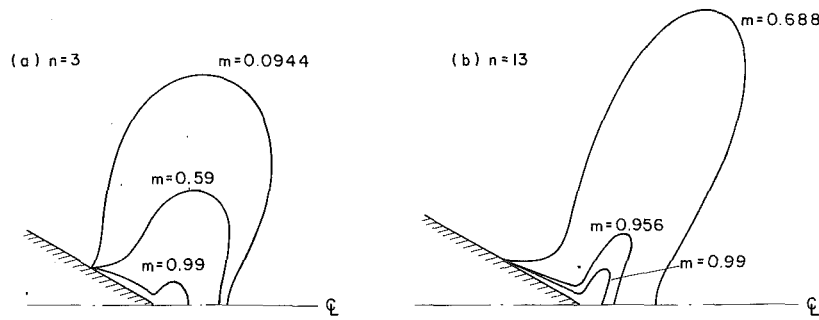 (a) n=3
m=0.0944
m=0.59
m=0.99
℄
(b) n=13
m=0.688
m=0.956
m=0.99
℄